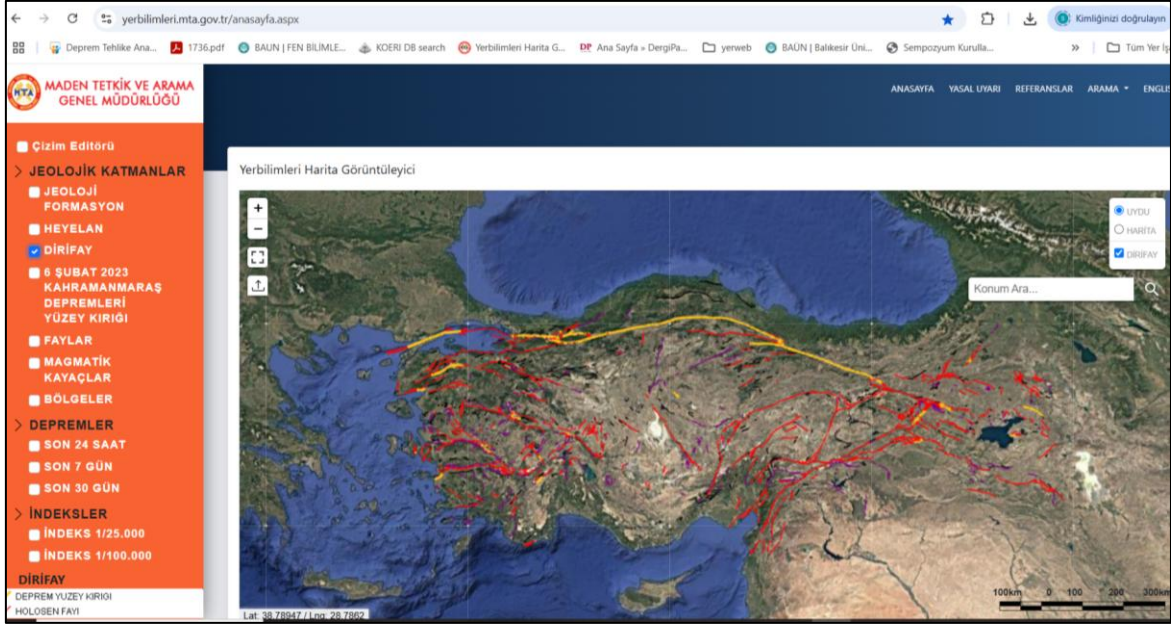 yerbilimleri.mta.gov.tr/anasayfa.aspx
Kimliğinizi doğrulayın
Deprem Tehlike Ana...
1736.pdf
BAUN | FEN BİLİMLE...
KOERI DB search
Yerbilimleri Harita G...
DP Ana Sayfa » DergiPa...
yerweb
BAÜN | Balıkesir Üni...
Sempozyum Kurulla...
»
Tüm Yer İş
MTA
MADEN TETKİK VE ARAMA
GENEL MÜDÜRLÜĞÜ
ANASAYFA
YASAL UYARI
REFERANSLAR
ARAMA
ENGLIS
Çizim Editörü
JEOLOJİK KATMANLAR
JEOLOJİ
FORMASYON
HEYELAN
DİRİFAY
6 ŞUBAT 2023
KAHRAMANMARAŞ
DEPREMLERİ
YÜZEY KIRIĞI
FAYLAR
MAGMATİK
KAYAÇLAR
BÖLGELER
DEPREMLER
SON 24 SAAT
SON 7 GÜN
SON 30 GÜN
İNDEKSLER
İNDEKS 1/25.000
İNDEKS 1/100.000
DİRİFAY
DEPREM YUZEY KIRIGI
HOLOSEN FAYI
Yerbilimleri Harita Görüntüleyici
+
−
UYDU
HARİTA
DİRİFAY
Konum Ara...
100km 0 100 200 300km
Lat: 38.78947 / Lng: 28.7862